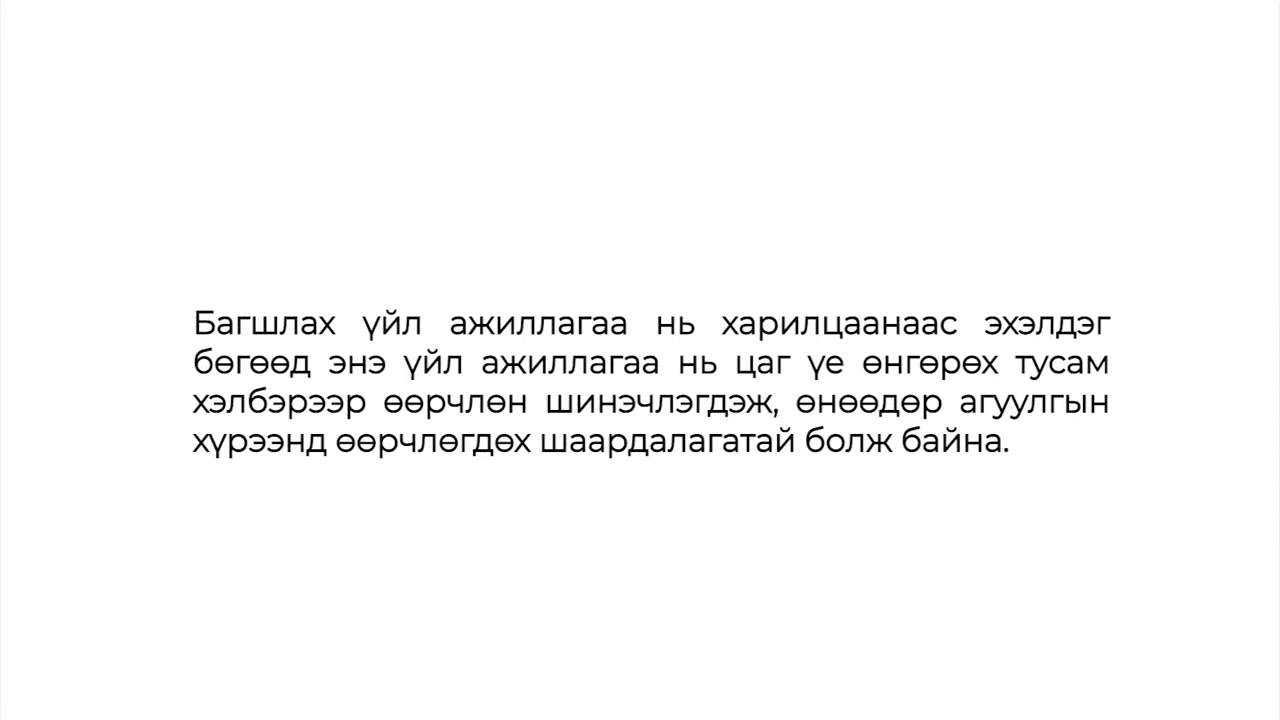 Багшлах үйл ажиллагаа нь харилцаанаас эхэлдэг
бөгөөд энэ үйл ажиллагаа нь цаг үе өнгөрөх тусам
хэлбэрээр өөрчлөн шинэчлэгдэж, өнөөдөр агуулгын
хүрээнд өөрчлөгдөх шаардалагатай болж байна.